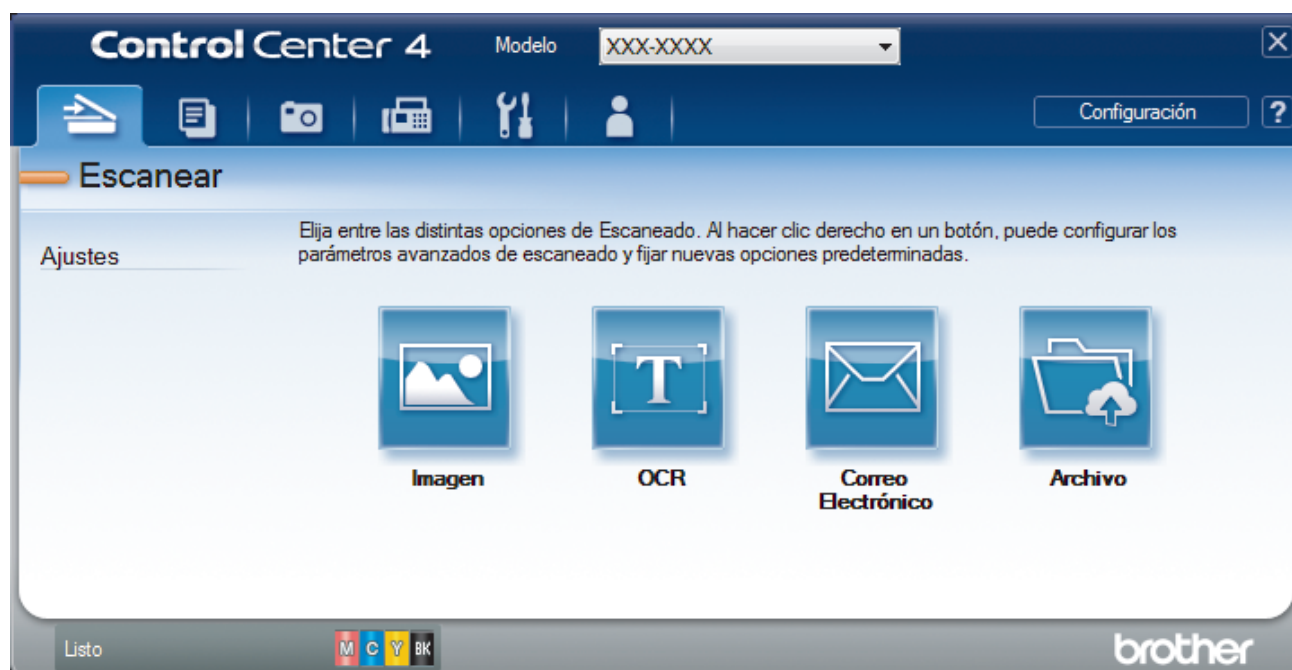 Control Center 4
Modelo
XXX-XXXX
Configuración
?
Escanear
Ajustes
Elija entre las distintas opciones de Escaneado. Al hacer clic derecho en un botón, puede configurar los
parámetros avanzados de escaneado y fijar nuevas opciones predeterminadas.
T
Imagen
OCR
Correo
Electrónico
Archivo
Listo
M C Y BK
brother